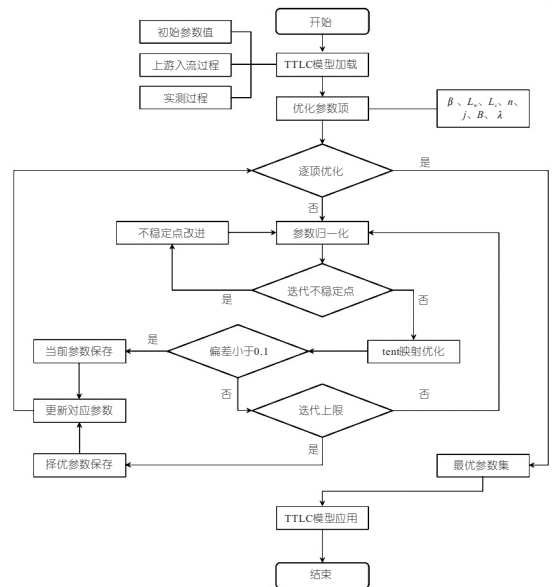 开始
初始参数值
上游入流过程
TTLC模型加载
实测过程
优化参数项
β、Lu、Lc、n、
j、B、λ
逐项优化
是
否
不稳定点改进
参数归一化
迭代不稳定点
是
否
当前参数保存
是
偏差小于0.1
tent映射优化
否
否
更新对应参数
迭代上限
是
择优参数保存
最优参数集
TTLC模型应用
结束